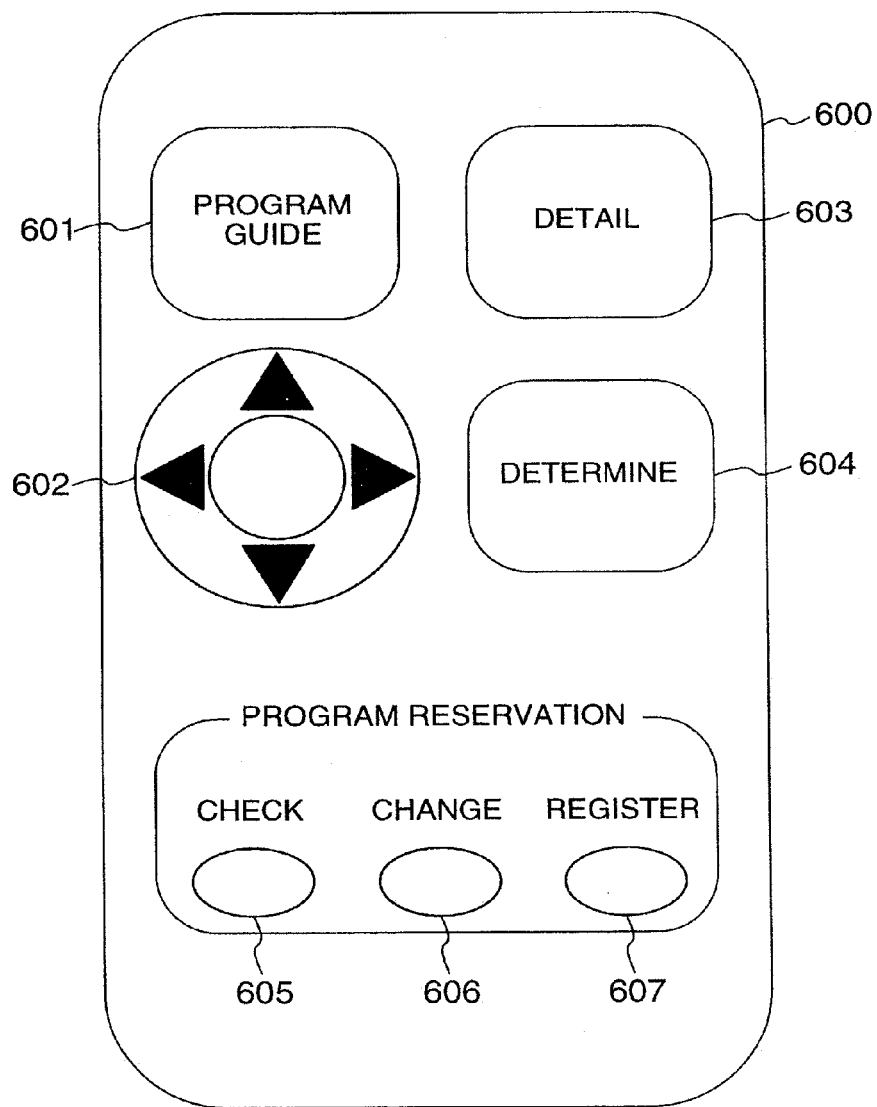 600
PROGRAM
GUIDE
601
DETAIL
603
602
DETERMINE
604
PROGRAM RESERVATION
CHECK CHANGE REGISTER
605 606 607